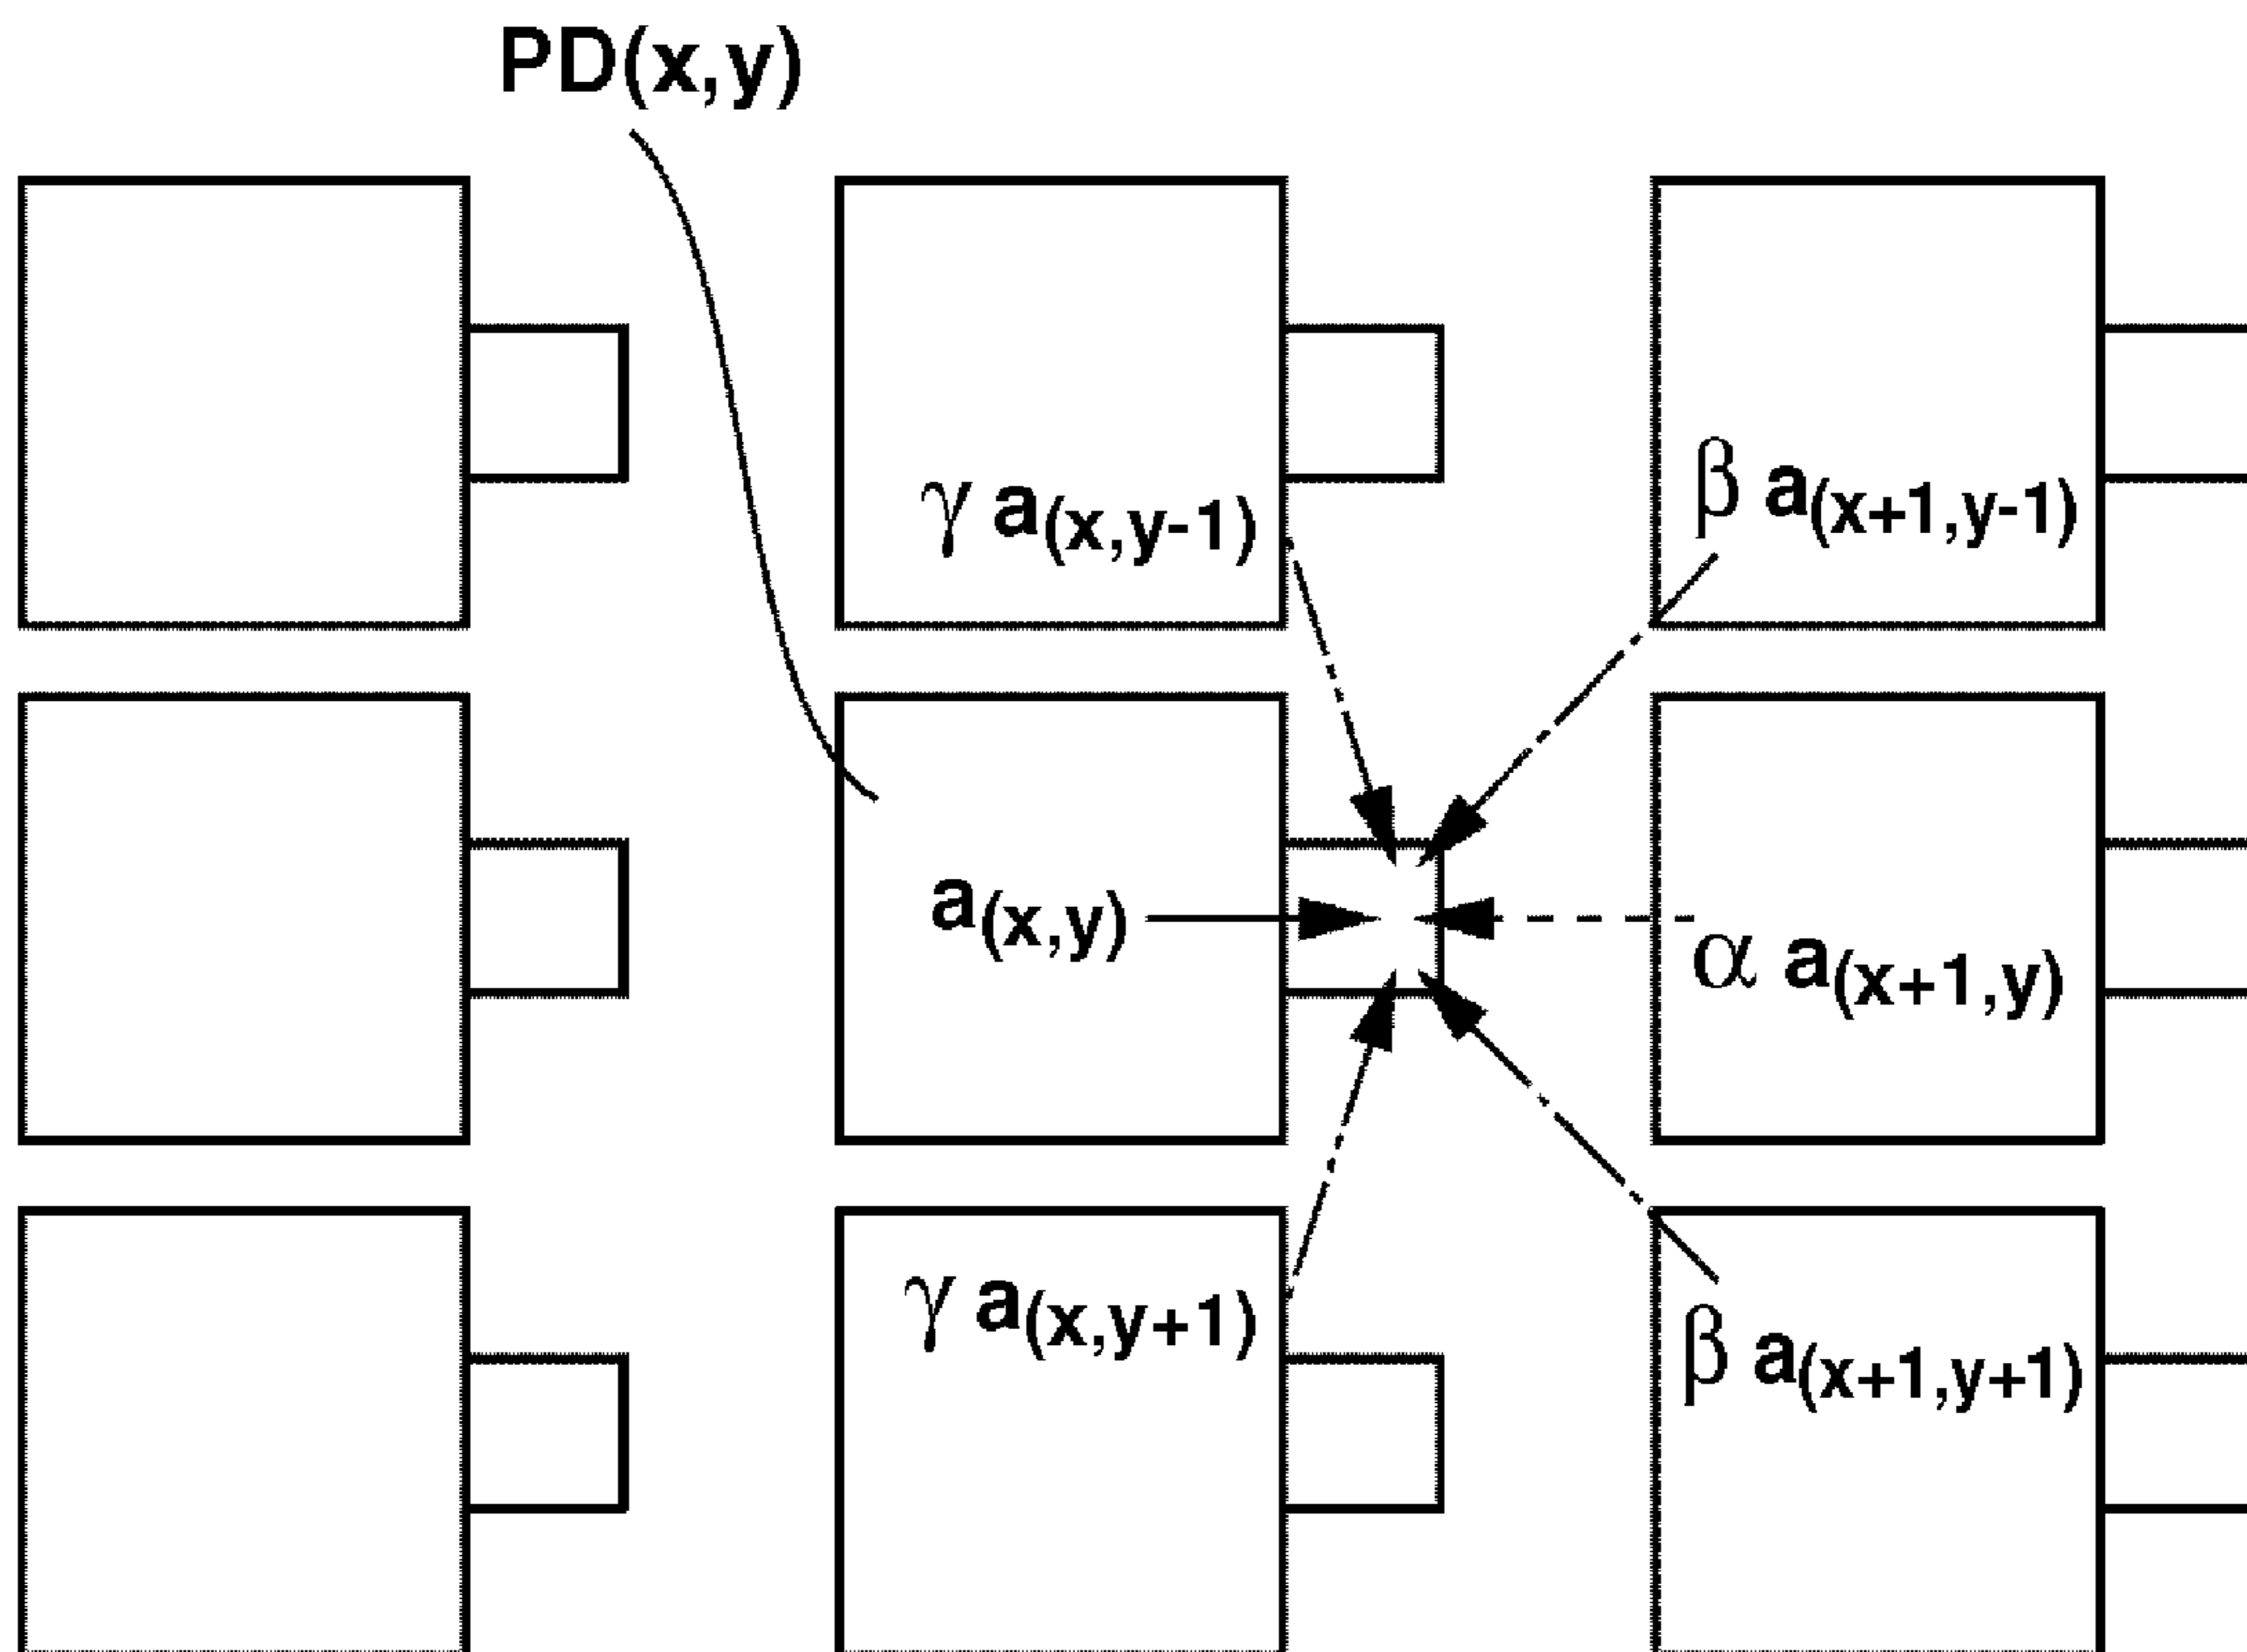 PD(x,y)
γ a(x,y-1)
β a(x+1,y-1)
a(x,y)
α a(x+1,y)
γ a(x,y+1)
β a(x+1,y+1)